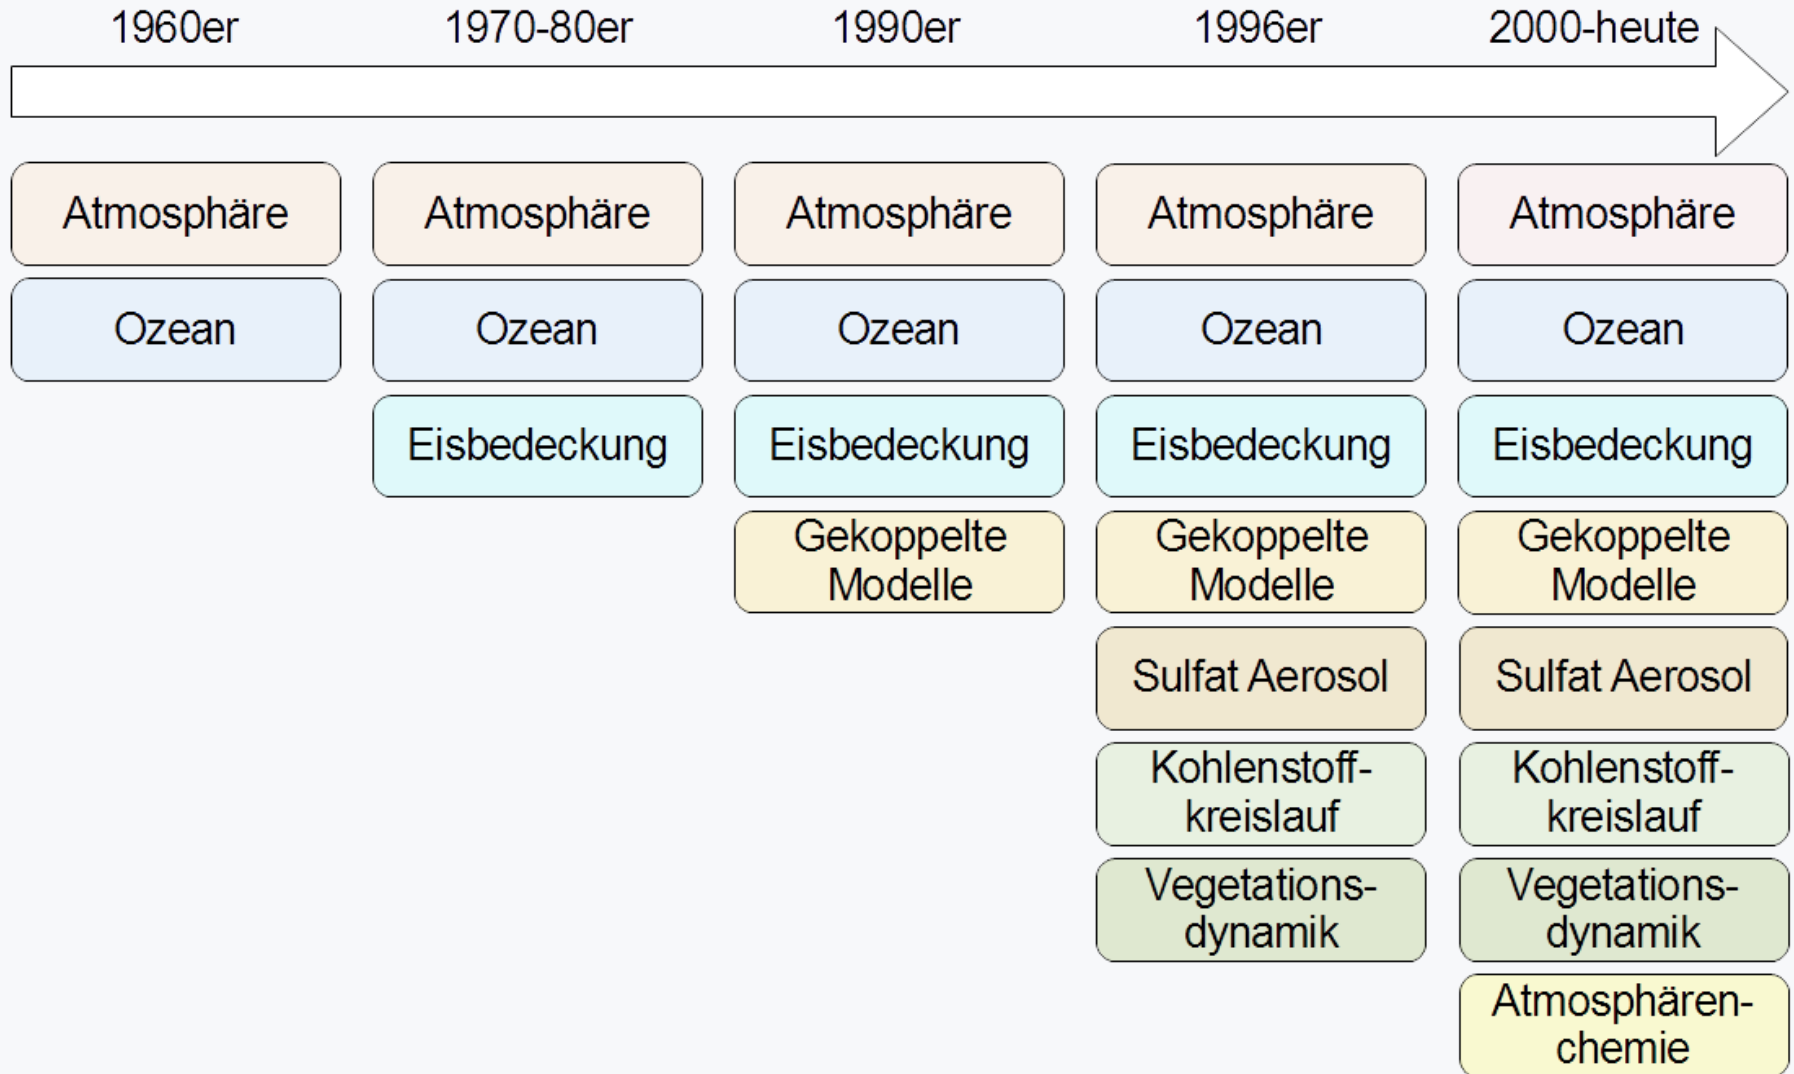 1960er
1970-80er
1990er
1996er
2000-heute
Atmosphäre
Atmosphäre
Atmosphäre
Atmosphäre
Atmosphäre
Ozean
Ozean
Ozean
Ozean
Ozean
Eisbedeckung
Eisbedeckung
Eisbedeckung
Eisbedeckung
Gekoppelte
Modelle
Gekoppelte
Modelle
Gekoppelte
Modelle
Sulfat Aerosol
Sulfat Aerosol
Kohlenstoff-
kreislauf
Kohlenstoff-
kreislauf
Vegetations-
dynamik
Vegetations-
dynamik
Atmosphären-
chemie